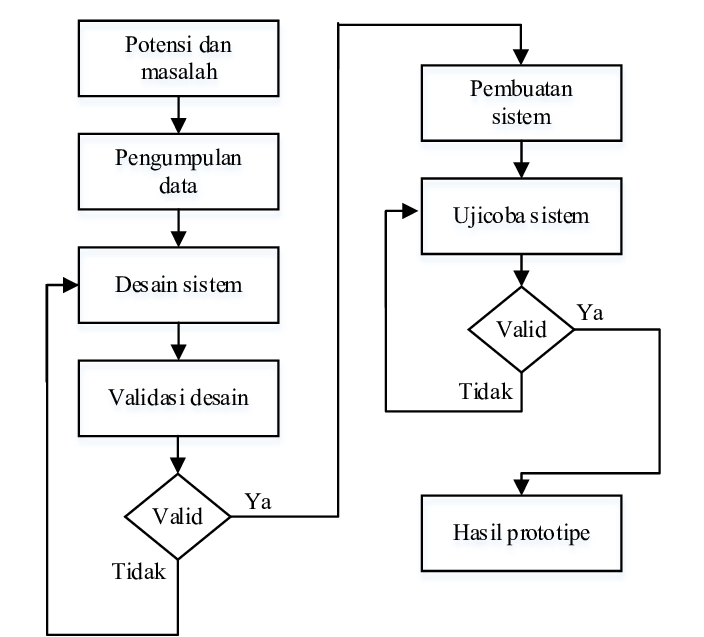 Potensi dan
masalah
Pengumpulan
data
Desain sistem
Validasi desain
Valid
Ya
Tidak
Pembuatan
sistem
Ujicoba sistem
Valid
Ya
Tidak
Hasil prototipe